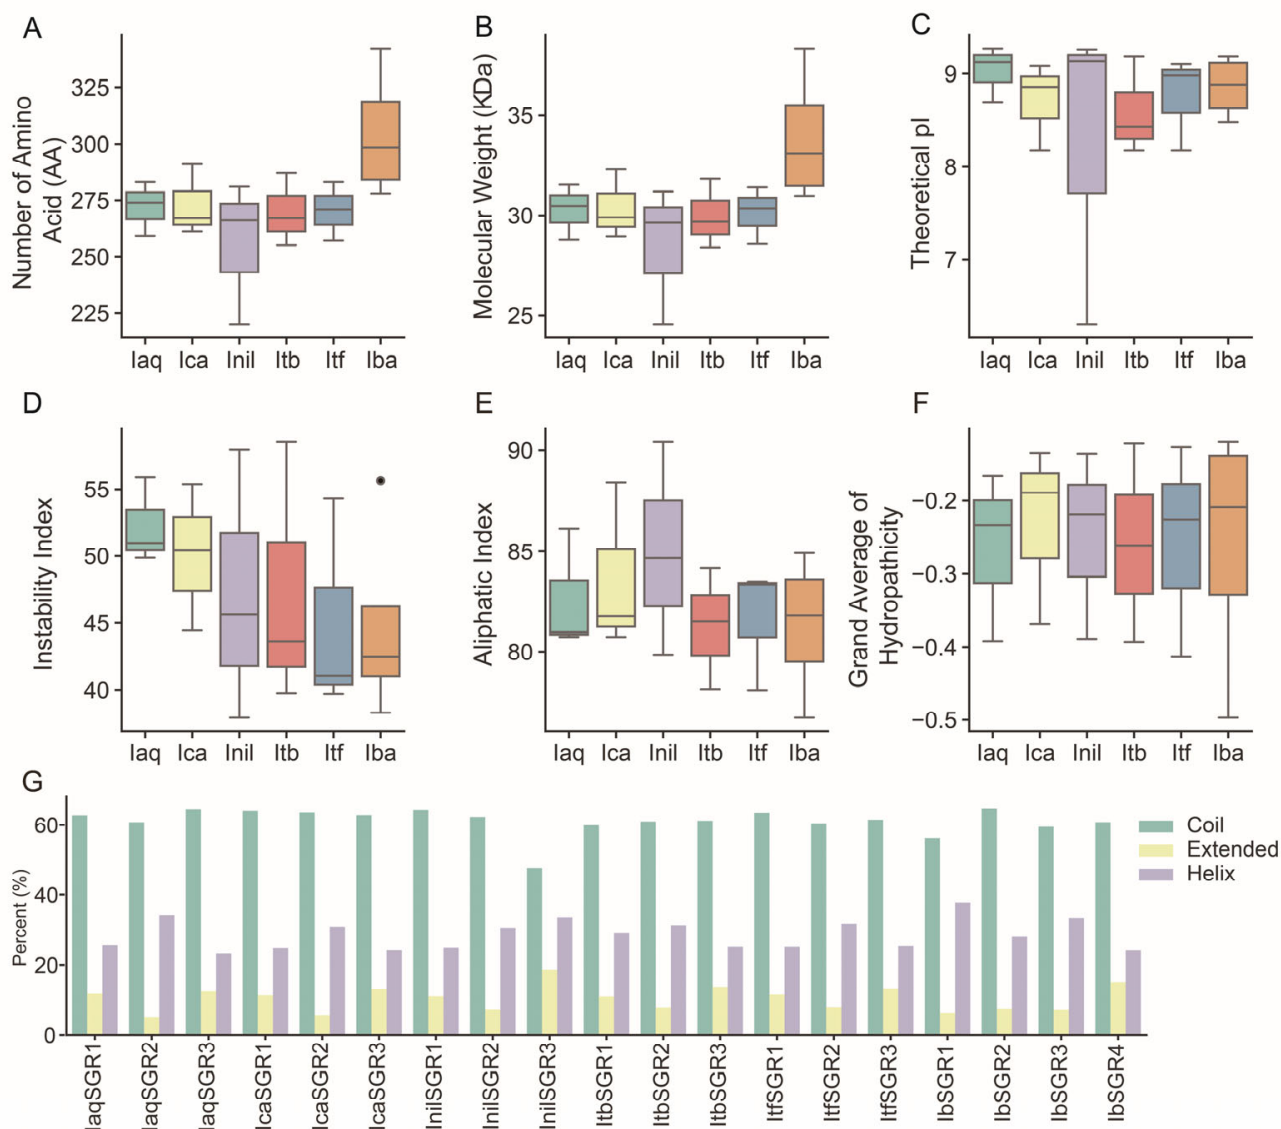 A
Number of Amino
Acid (AA)
325
300
275
250
225
Iaq Ica Inil Itb Itf Iba
B
Molecular Weight (KDa)
35
30
25
Iaq Ica Inil Itb Itf Iba
C
Theoretical pI
9
8
7
Iaq Ica Inil Itb Itf Iba
D
Instability Index
55
50
45
40
Iaq Ica Inil Itb Itf Iba
E
Aliphatic Index
90
85
80
Iaq Ica Inil Itb Itf Iba
F
Grand Average of
Hydropathicity
−0.2
−0.3
−0.4
−0.5
Iaq Ica Inil Itb Itf Iba
G
Percent (%)
60
40
20
0
Coil
Extended
Helix
IaqSGR1
IaqSGR2
IaqSGR3
IcaSGR1
IcaSGR2
IcaSGR3
InilSGR1
InilSGR2
InilSGR3
ItbSGR1
ItbSGR2
ItbSGR3
ItfSGR1
ItfSGR2
ItfSGR3
IbSGR1
IbSGR2
IbSGR3
IbSGR4